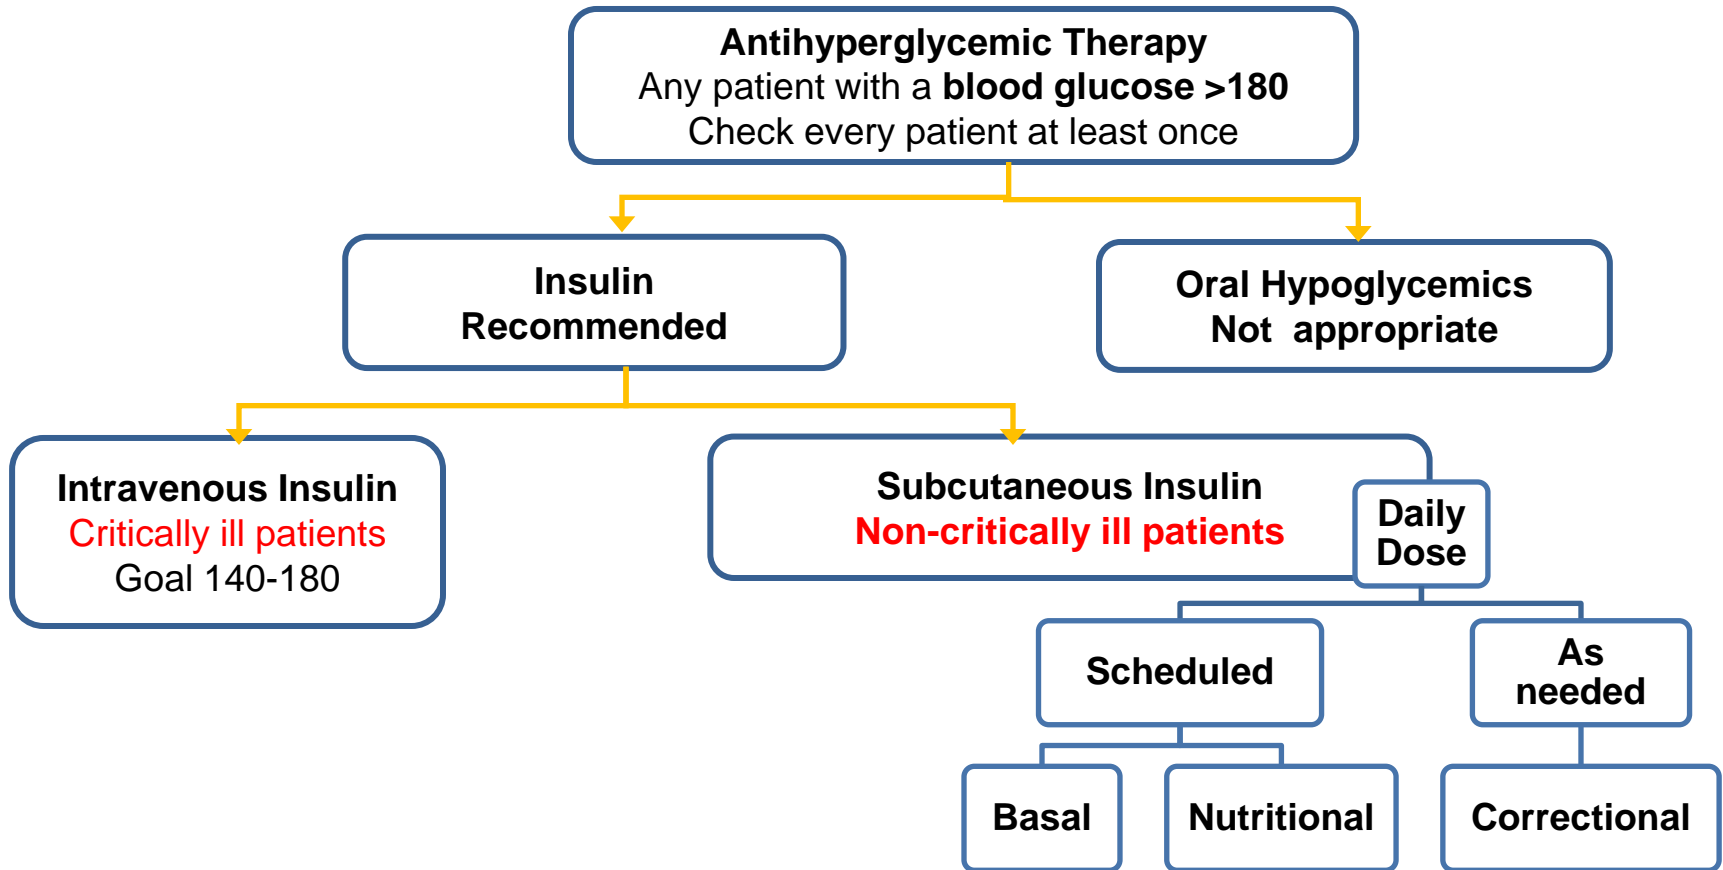 Antihyperglycemic Therapy
Any patient with a blood glucose >180
Check every patient at least once
Insulin
Recommended
Oral Hypoglycemics
Not appropriate
Intravenous Insulin
Critically ill patients
Goal 140-180
Subcutaneous Insulin
Non-critically ill patients
Daily
Dose
Scheduled
As
needed
Basal
Nutritional
Correctional